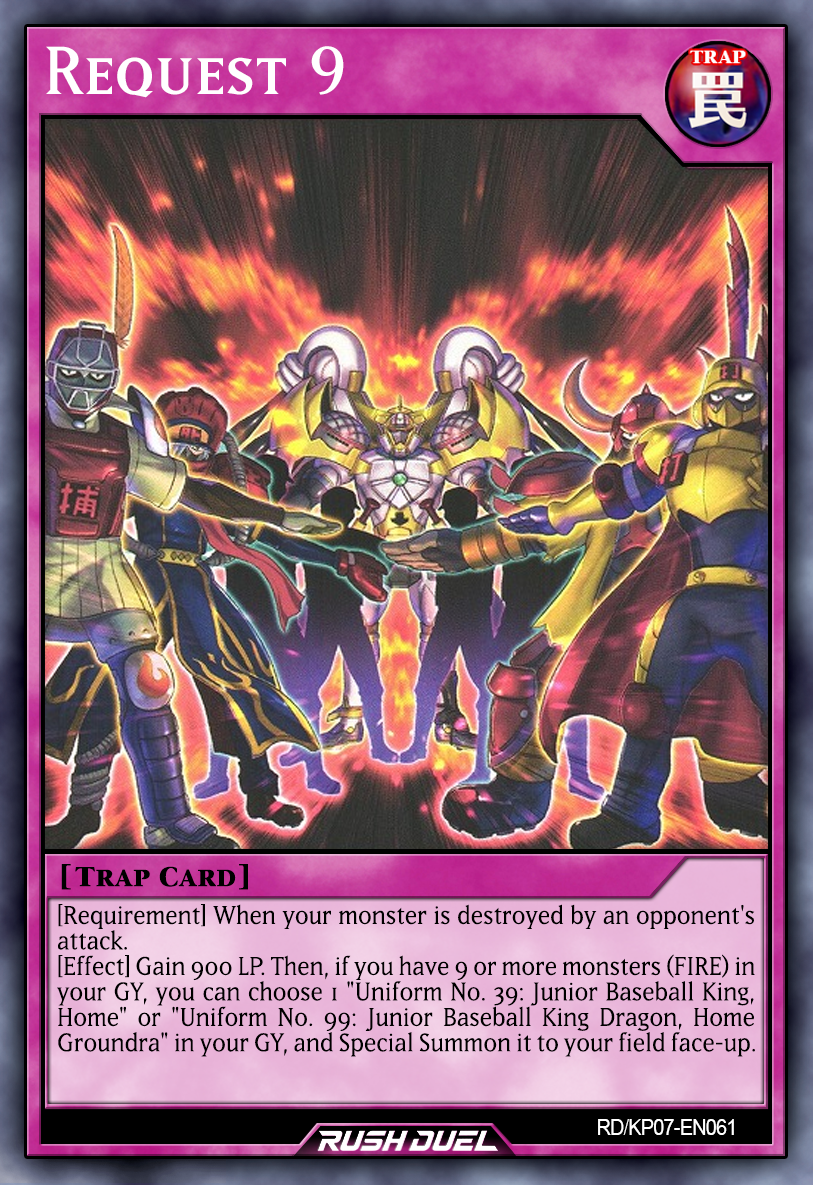 Request 9
TRAP
罠
打
捕
打
[Trap Card]
[Requirement] When your monster is destroyed by an opponent's
attack.
[Effect] Gain 900 LP. Then, if you have 9 or more monsters (FIRE) in
your GY, you can choose 1 "Uniform No. 39: Junior Baseball King,
Home" or "Uniform No. 99: Junior Baseball King Dragon, Home
Groundra" in your GY, and Special Summon it to your field face-up.
RD/KP07-EN061
RUSH DUEL